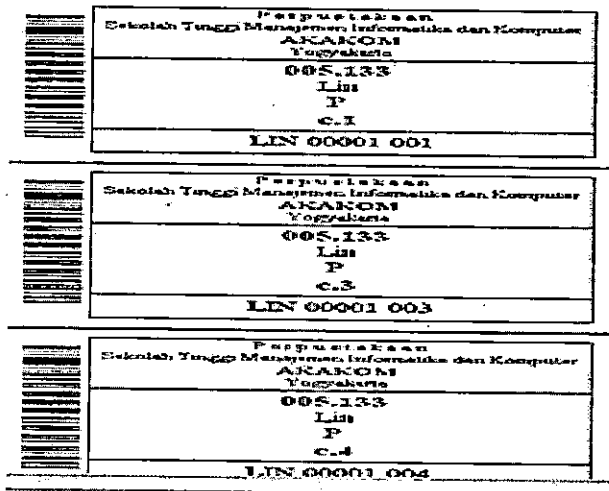 Perpustakaan
Sekolah Tinggi Manajemen Informatika dan Komputer
AKAKOM
Yogyakarta
005.133
Lin
P
c.1
LIN 00001 001
Perpustakaan
Sekolah Tinggi Manajemen Informatika dan Komputer
AKAKOM
Yogyakarta
005.133
Lin
P
c.3
LIN 00001 003
Perpustakaan
Sekolah Tinggi Manajemen Informatika dan Komputer
AKAKOM
Yogyakarta
005.133
Lin
P
c.4
LIN 00001 004